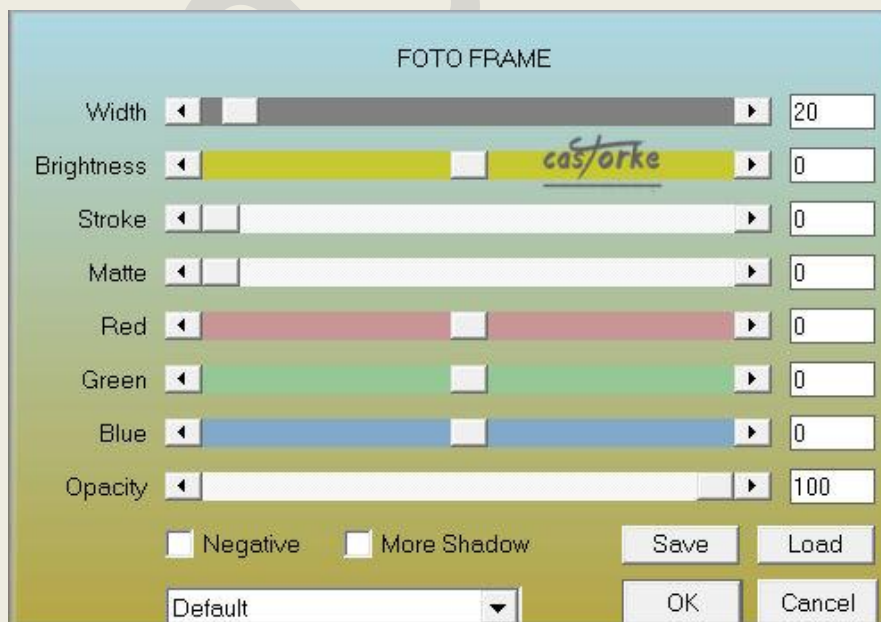 FOTO FRAME
Width 20
Brightness castorke 0
Stroke 0
Matte 0
Red 0
Green 0
Blue 0
Opacity 100
Negative More Shadow Save Load
Default OK Cancel